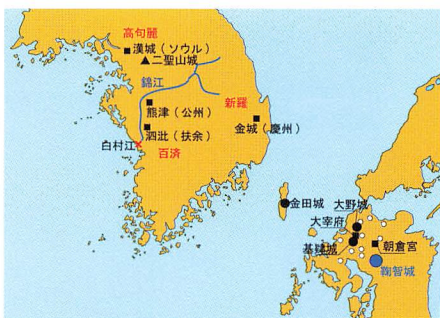 高句麗
漢城（ソウル）
二聖山城
錦江
新羅
熊津（公州）
金城（慶州）
泗沘（扶余）
白村江
百済
金田城
大野城
大宰府
基肄城
朝倉宮
鞠智城